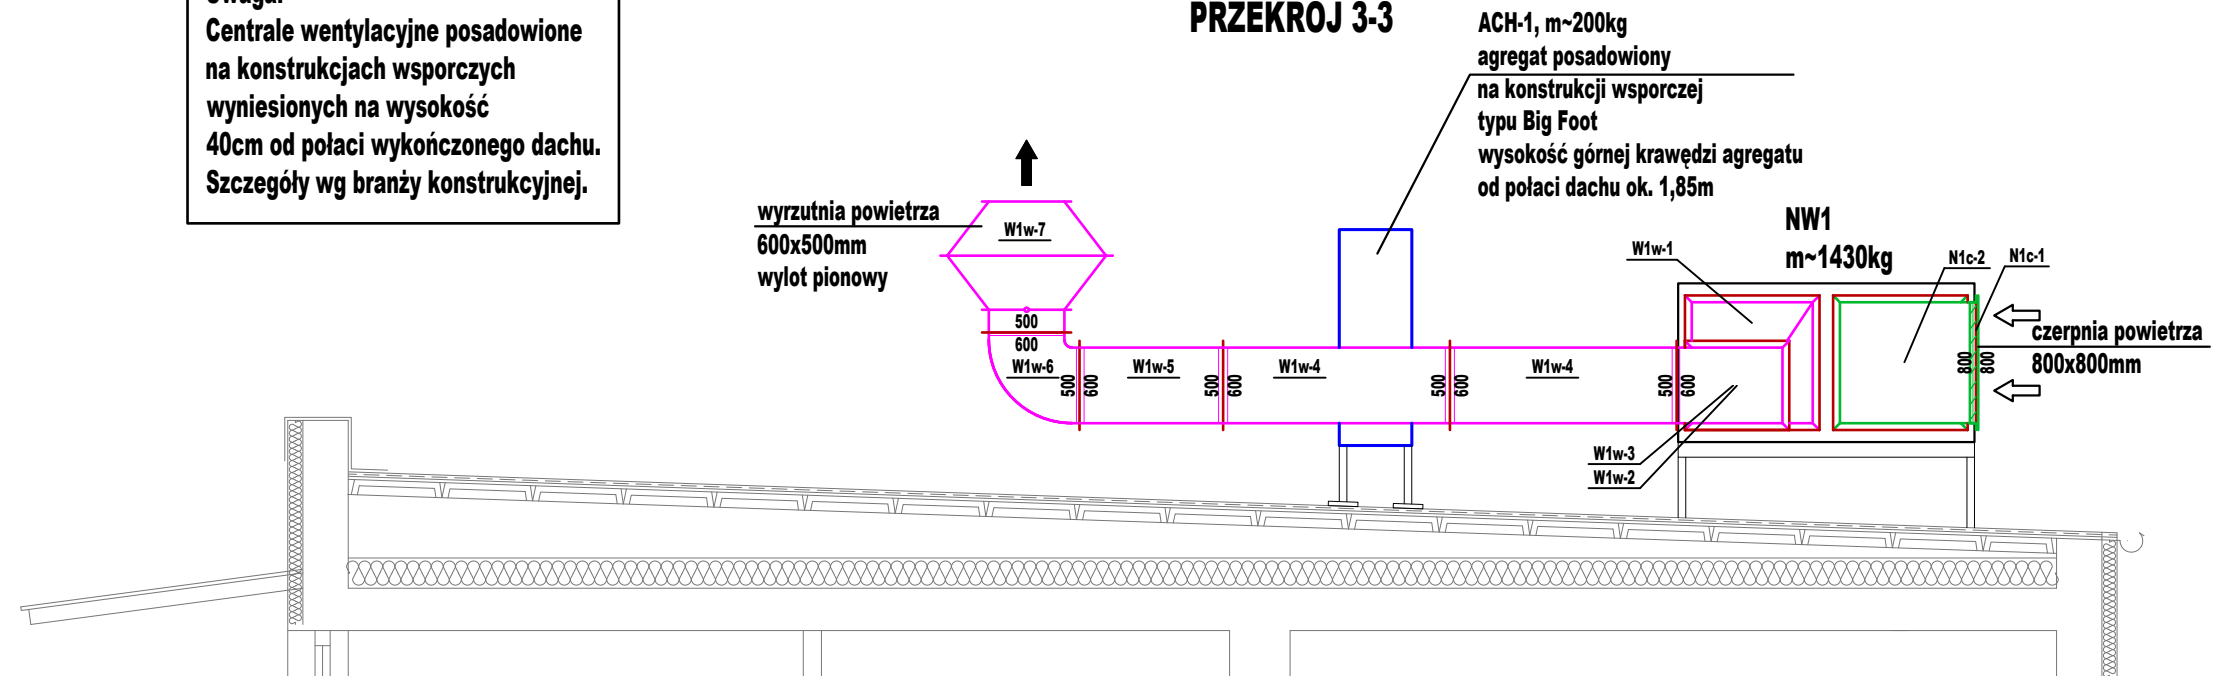 Uwaga:
Centrale wentylacyjne posadowione
na konstrukcjach wsporczych
wyniesionych na wysokość
40cm od połaci wykończonego dachu.
Szczegóły wg branży konstrukcyjnej.
PRZEKRÓJ 3-3
ACH-1, m~200kg
agregat posadowiony
na konstrukcji wsporczej
typu Big Foot
wysokość górnej krawędzi agregatu
od połaci dachu ok. 1,85m
wyrzutnia powietrza
600x500mm
wylot pionowy
W1w-7
NW1
m~1430kg
W1w-1
N1c-2
N1c-1
czerpnia powietrza
800x800mm
500
600
W1w-6
500
600
W1w-5
500
600
W1w-4
500
600
W1w-4
500
600
800
800
W1w-3
W1w-2